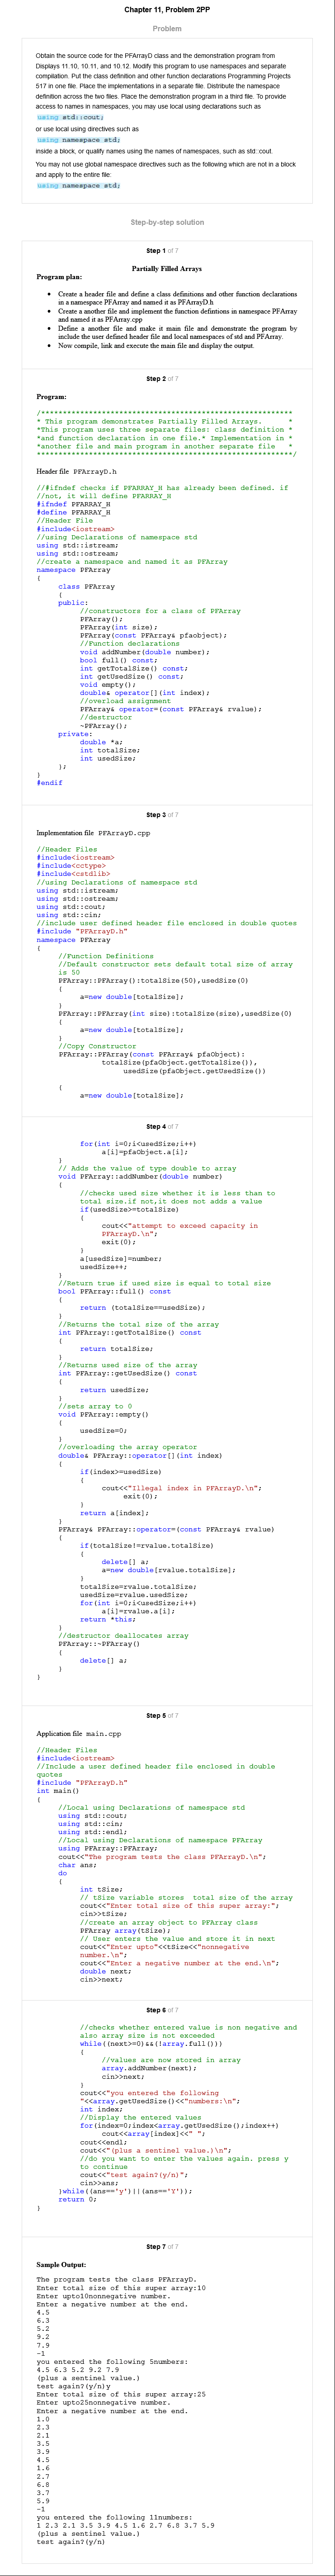 Chapter 11, Problem 2PP
Problem
Obtain the source code for the PFArrayD class and the demonstration program from
Displays 11.10, 10.11, and 10.12. Modify this program to use namespaces and separate
compilation. Put the class definition and other function declarations Programming Projects
517 in one file. Place the implementations in a separate file. Distribute the namespace
definition across the two files. Place the demonstration program in a third file. To provide
access to names in namespaces, you may use local using declarations such as
using std::cout;
or use local using directives such as
using namespace std;
inside a block, or qualify names using the names of namespaces, such as std::cout.
You may not use global namespace directives such as the following which are not in a block
and apply to the entire file:
using namespace std;
Step-by-step solution
Step 1 of 7
Partially Filled Arrays
Program plan:
• Create a header file and define a class definitions and other function declarations
in a namespace PFArray and named it as PFArrayD.h
• Create another file and implement the function defintions in namespace PFArray
and named it as PFArray.cpp
• Define a another file and make it main file and demonstrate the program by
include the user defined header file and local namespaces of std and PFArray.
• Now compile, link and execute the main file and display the output.
Step 2 of 7
Program:
/***********************************************************
* This program demonstrates Partially Filled Arrays. *
*This program uses three separate files: class definition *
*and function declaration in one file.* Implementation in *
*another file and main program in another separate file *
***********************************************************/
Header file PFArrayD.h
//#ifndef checks if PFARRAY_H has already been defined. if
//not, it will define PFARRAY_H
#ifndef PFARRAY_H
#define PFARRAY_H
//Header File
#include<iostream>
//using Declarations of namespace std
using std::istream;
using std::ostream;
//create a namespace and named it as PFArray
namespace PFArray
{
class PFArray
{
public:
//constructors for a class of PFArray
PFArray();
PFArray(int size);
PFArray(const PFArray& pfaobject);
//Function declarations
void addNumber(double number);
bool full() const;
int getTotalSize() const;
int getUsedSize() const;
void empty();
double& operator[](int index);
//overload assignment
PFArray& operator=(const PFArray& rvalue);
//destructor
~PFArray();
private:
double *a;
int totalSize;
int usedSize;
};
}
#endif
Step 3 of 7
Implementation file PFArrayD.cpp
//Header Files
#include<iostream>
#include<cctype>
#include<cstdlib>
//using Declarations of namespace std
using std::istream;
using std::ostream;
using std::cout;
using std::cin;
//include user defined header file enclosed in double quotes
#include "PFArrayD.h"
namespace PFArray
{
//Function Definitions
//Default constructor sets default total size of array
is 50
PFArray::PFArray():totalSize(50),usedSize(0)
{
a=new double[totalSize];
}
PFArray::PFArray(int size):totalSize(size),usedSize(0)
{
a=new double[totalSize];
}
//Copy Constructor
PFArray::PFArray(const PFArray& pfaObject):
totalSize(pfaObject.getTotalSize()),
usedSize(pfaObject.getUsedSize())
{
a=new double[totalSize];
Step 4 of 7
for(int i=0;i<usedSize;i++)
a[i]=pfaObject.a[i];
}
// Adds the value of type double to array
void PFArray::addNumber(double number)
{
//checks used size whether it is less than to
total size.if not,it does not adds a value
if(usedSize>=totalSize)
{
cout<<"attempt to exceed capacity in
PFArrayD.\n";
exit(0);
}
a[usedSize]=number;
usedSize++;
}
//Return true if used size is equal to total size
bool PFArray::full() const
{
return (totalSize==usedSize);
}
//Returns the total size of the array
int PFArray::getTotalSize() const
{
return totalSize;
}
//Returns used size of the array
int PFArray::getUsedSize() const
{
return usedSize;
}
//sets array to 0
void PFArray::empty()
{
usedSize=0;
}
//overloading the array operator
double& PFArray::operator[](int index)
{
if(index>=usedSize)
{
cout<<"Illegal index in PFArrayD.\n";
exit(0);
}
return a[index];
}
PFArray& PFArray::operator=(const PFArray& rvalue)
{
if(totalSize!=rvalue.totalSize)
{
delete[] a;
a=new double[rvalue.totalSize];
}
totalSize=rvalue.totalSize;
usedSize=rvalue.usedSize;
for(int i=0;i<usedSize;i++)
a[i]=rvalue.a[i];
return *this;
}
//destructor deallocates array
PFArray::~PFArray()
{
delete[] a;
}
}
Step 5 of 7
Application file main.cpp
//Header Files
#include<iostream>
//Include a user defined header file enclosed in double
quotes
#include "PFArrayD.h"
int main()
{
//Local using Declarations of namespace std
using std::cout;
using std::cin;
using std::endl;
//Local using Declarations of namespace PFArray
using PFArray::PFArray;
cout<<"The program tests the class PFArrayD.\n";
char ans;
do
{
int tSize;
// tSize variable stores total size of the array
cout<<"Enter total size of this super array:";
cin>>tSize;
//create an array object to PFArray class
PFArray array(tSize);
// User enters the value and store it in next
cout<<"Enter upto"<<tSize<<"nonnegative
number.\n";
cout<<"Enter a negative number at the end.\n";
double next;
cin>>next;
Step 6 of 7
//checks whether entered value is non negative and
also array size is not exceeded
while((next>=0)&&(!array.full()))
{
//values are now stored in array
array.addNumber(next);
cin>>next;
}
cout<<"you entered the following
"<<array.getUsedSize()<<"numbers:\n";
int index;
//Display the entered values
for(index=0;index<array.getUsedSize();index++)
cout<<array[index]<<" ";
cout<<endl;
cout<<"(plus a sentinel value.)\n";
//do you want to enter the values again. press y
to continue
cout<<"test again?(y/n)";
cin>>ans;
}while((ans=='y')||(ans=='Y'));
return 0;
}
Step 7 of 7
Sample Output:
The program tests the class PFArrayD.
Enter total size of this super array:10
Enter upto10nonnegative number.
Enter a negative number at the end.
4.5
6.3
5.2
9.2
7.9
-1
you entered the following 5numbers:
4.5 6.3 5.2 9.2 7.9
(plus a sentinel value.)
test again?(y/n)y
Enter total size of this super array:25
Enter upto25nonnegative number.
Enter a negative number at the end.
1.0
2.3
2.1
3.5
3.9
4.5
1.6
2.7
6.8
3.7
5.9
-1
you entered the following 11numbers:
1 2.3 2.1 3.5 3.9 4.5 1.6 2.7 6.8 3.7 5.9
(plus a sentinel value.)
test again?(y/n)